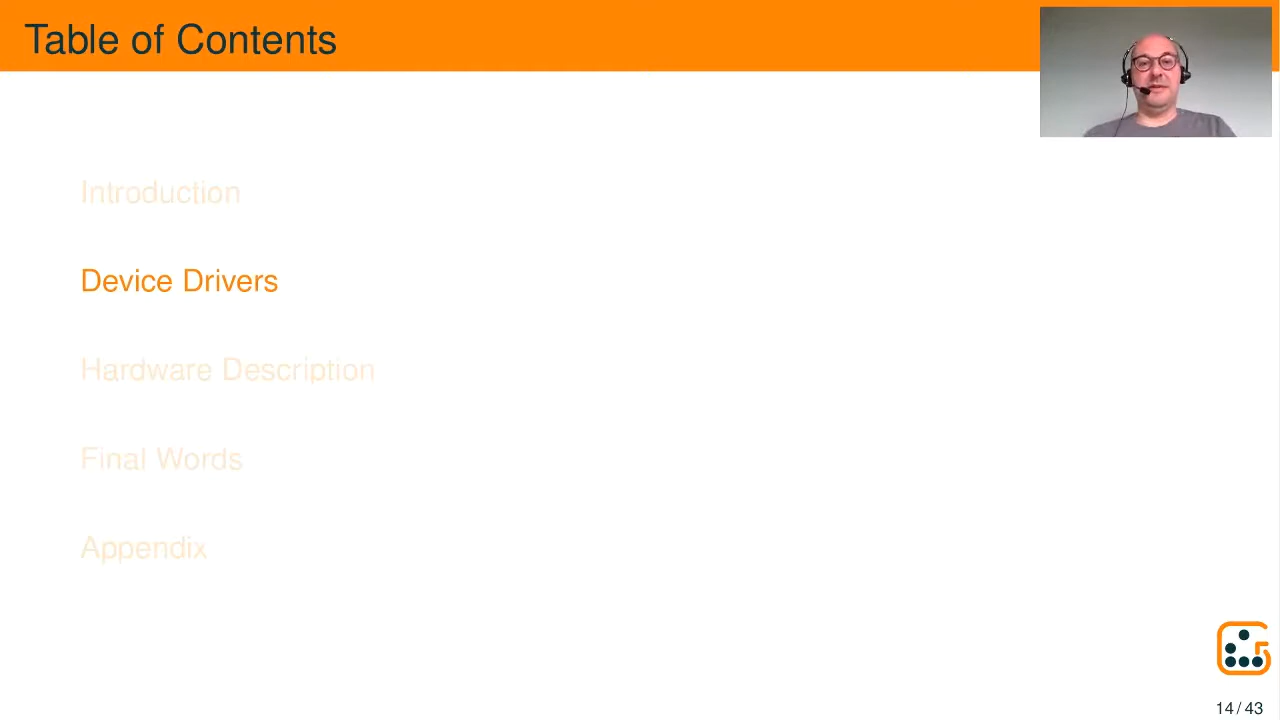 Table of Contents
Introduction
Device Drivers
Hardware Description
Final Words
Appendix
14 / 43